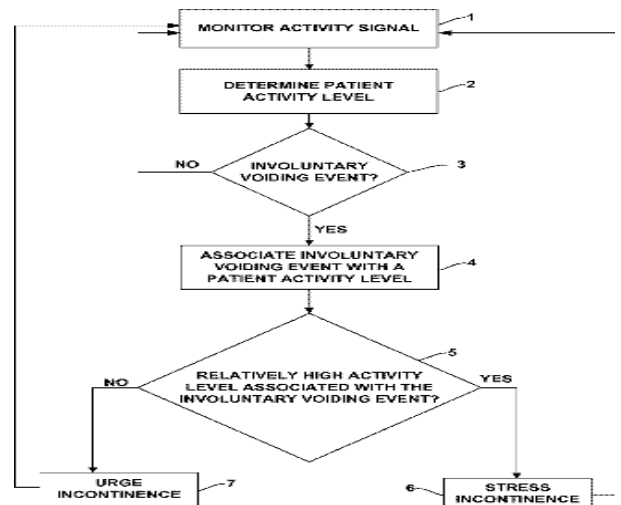 MONITOR ACTIVITY SIGNAL
1
DETERMINE PATIENT
ACTIVITY LEVEL
2
INVOLUNTARY
VOIDING EVENT?
3
NO
YES
ASSOCIATE INVOLUNTARY
VOIDING EVENT WITH A
PATIENT ACTIVITY LEVEL
4
5
RELATIVELY HIGH ACTIVITY
LEVEL ASSOCIATED WITH THE
INVOLUNTARY VOIDING EVENT?
NO
YES
URGE
INCONTINENCE
7
6
STRESS
INCONTINENCE